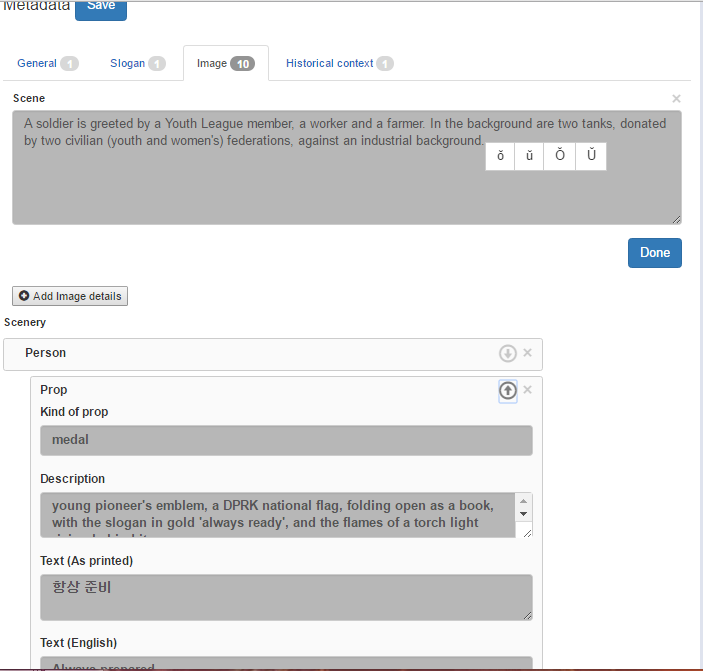 Metadata Save
General 1 Slogan 1 Image 10 Historical context 1
Scene ×
A soldier is greeted by a Youth League member, a worker and a farmer. In the background are two tanks, donated
by two civilian (youth and women's) federations, against an industrial background.
ŏ ŭ Ŏ Ŭ
Done
Add Image details
Scenery
Person ×
Prop ×
Kind of prop
medal
Description
young pioneer's emblem, a DPRK national flag, folding open as a book,
with the slogan in gold 'always ready', and the flames of a torch light
Text (As printed)
항상 준비
Text (English)
Always prepared